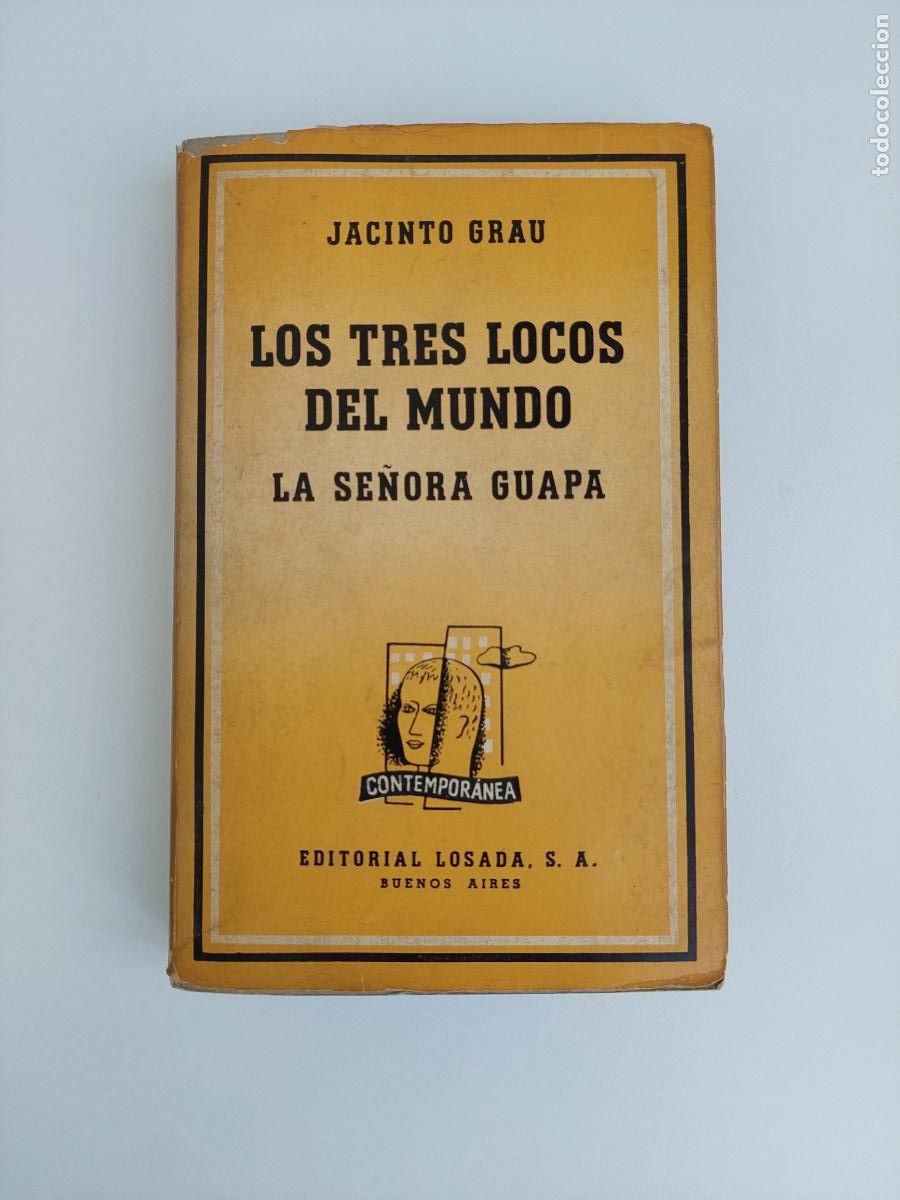 JACINTO GRAU
LOS TRES LOCOS
DEL MUNDO
LA SEÑORA GUAPA
CONTEMPORÁNEA
EDITORIAL LOSADA, S. A.
BUENOS AIRES
todocoleccion